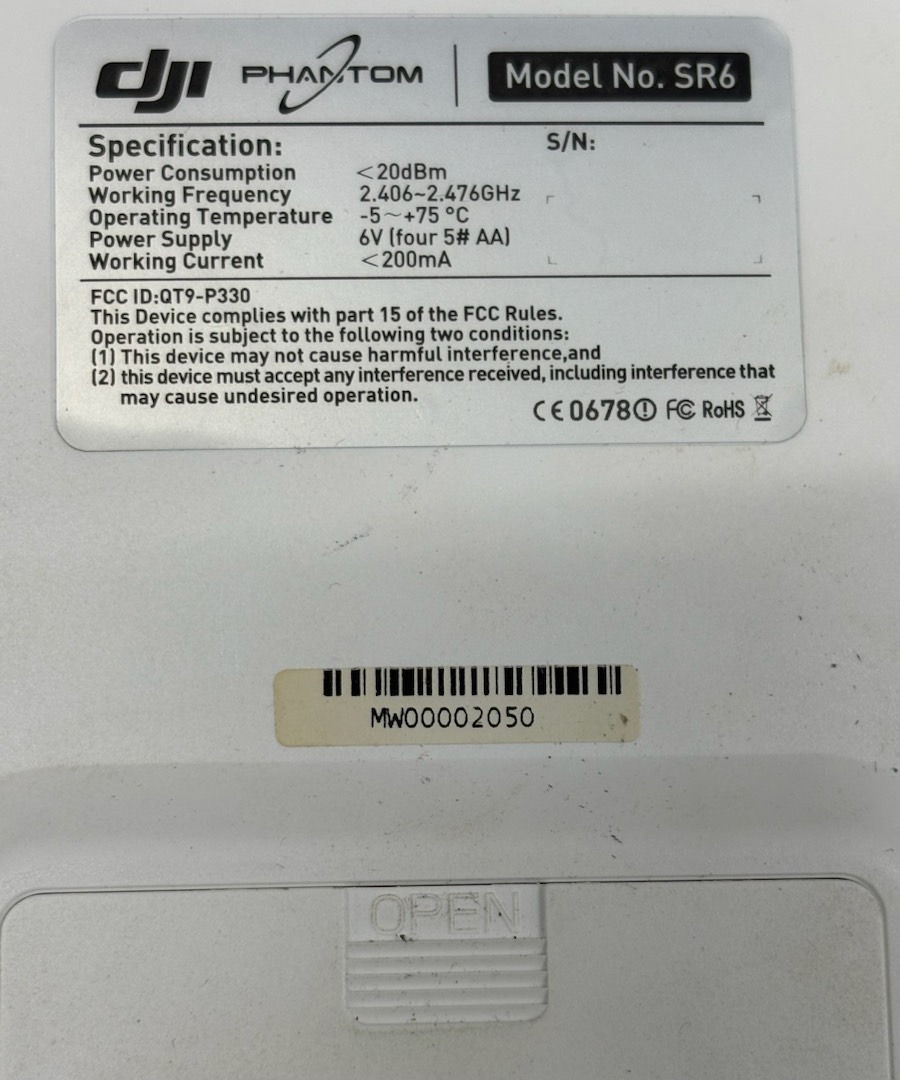 dji PHANTOM Model No. SR6
Specification: S/N:
Power Consumption <20dBm
Working Frequency 2.406~2.476GHz
Operating Temperature -5~+75 °C
Power Supply 6V (four 5# AA)
Working Current <200mA
FCC ID:QT9-P330
This Device complies with part 15 of the FCC Rules.
Operation is subject to the following two conditions:
(1) This device may not cause harmful interference,and
(2) this device must accept any interference received, including interference that
may cause undesired operation.
CE0678 FC RoHS
MW00002050
OPEN